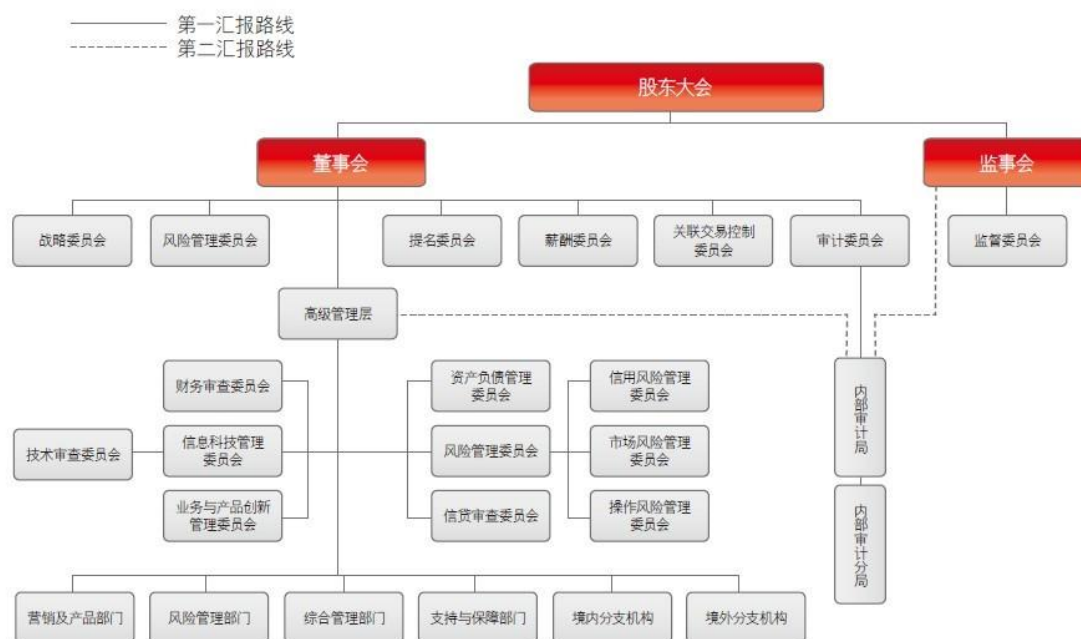 第一汇报路线
第二汇报路线
股东大会
董事会
监事会
战略委员会
风险管理委员会
提名委员会
薪酬委员会
关联交易控制
委员会
审计委员会
监督委员会
高级管理层
财务审查委员会
资产负债管理
委员会
信用风险管理
委员会
技术审查委员会
信息科技管理
委员会
风险管理委员会
市场风险管理
委员会
业务与产品创新
管理委员会
信贷审查委员会
操作风险管理
委员会
内部审计局
内部审计分局
营销及产品部门
风险管理部门
综合管理部门
支持与保障部门
境内分支机构
境外分支机构